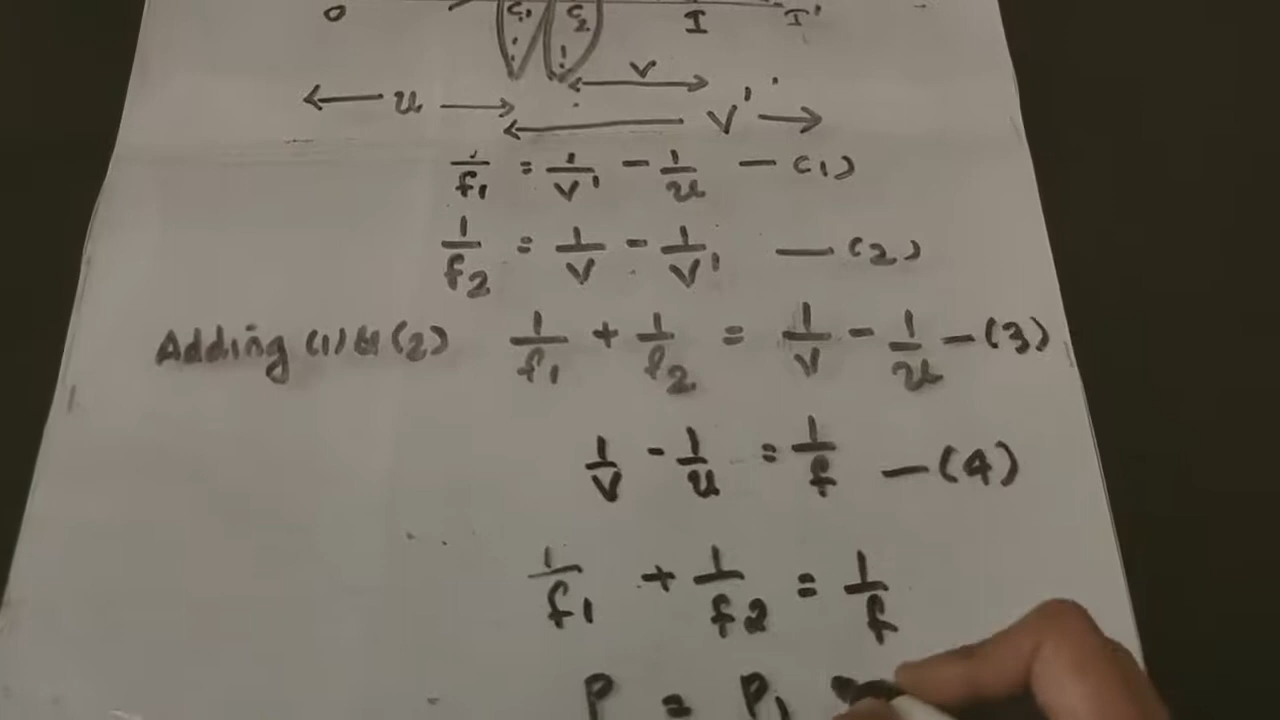 O C1 C2 I I'
v
u v'
1/f1 = 1/v' - 1/u — (1)
1/f2 = 1/v - 1/v' — (2)
Adding (1) & (2) 1/f1 + 1/f2 = 1/v - 1/u — (3)
1/v - 1/u = 1/f — (4)
1/f1 + 1/f2 = 1/f
P = P1